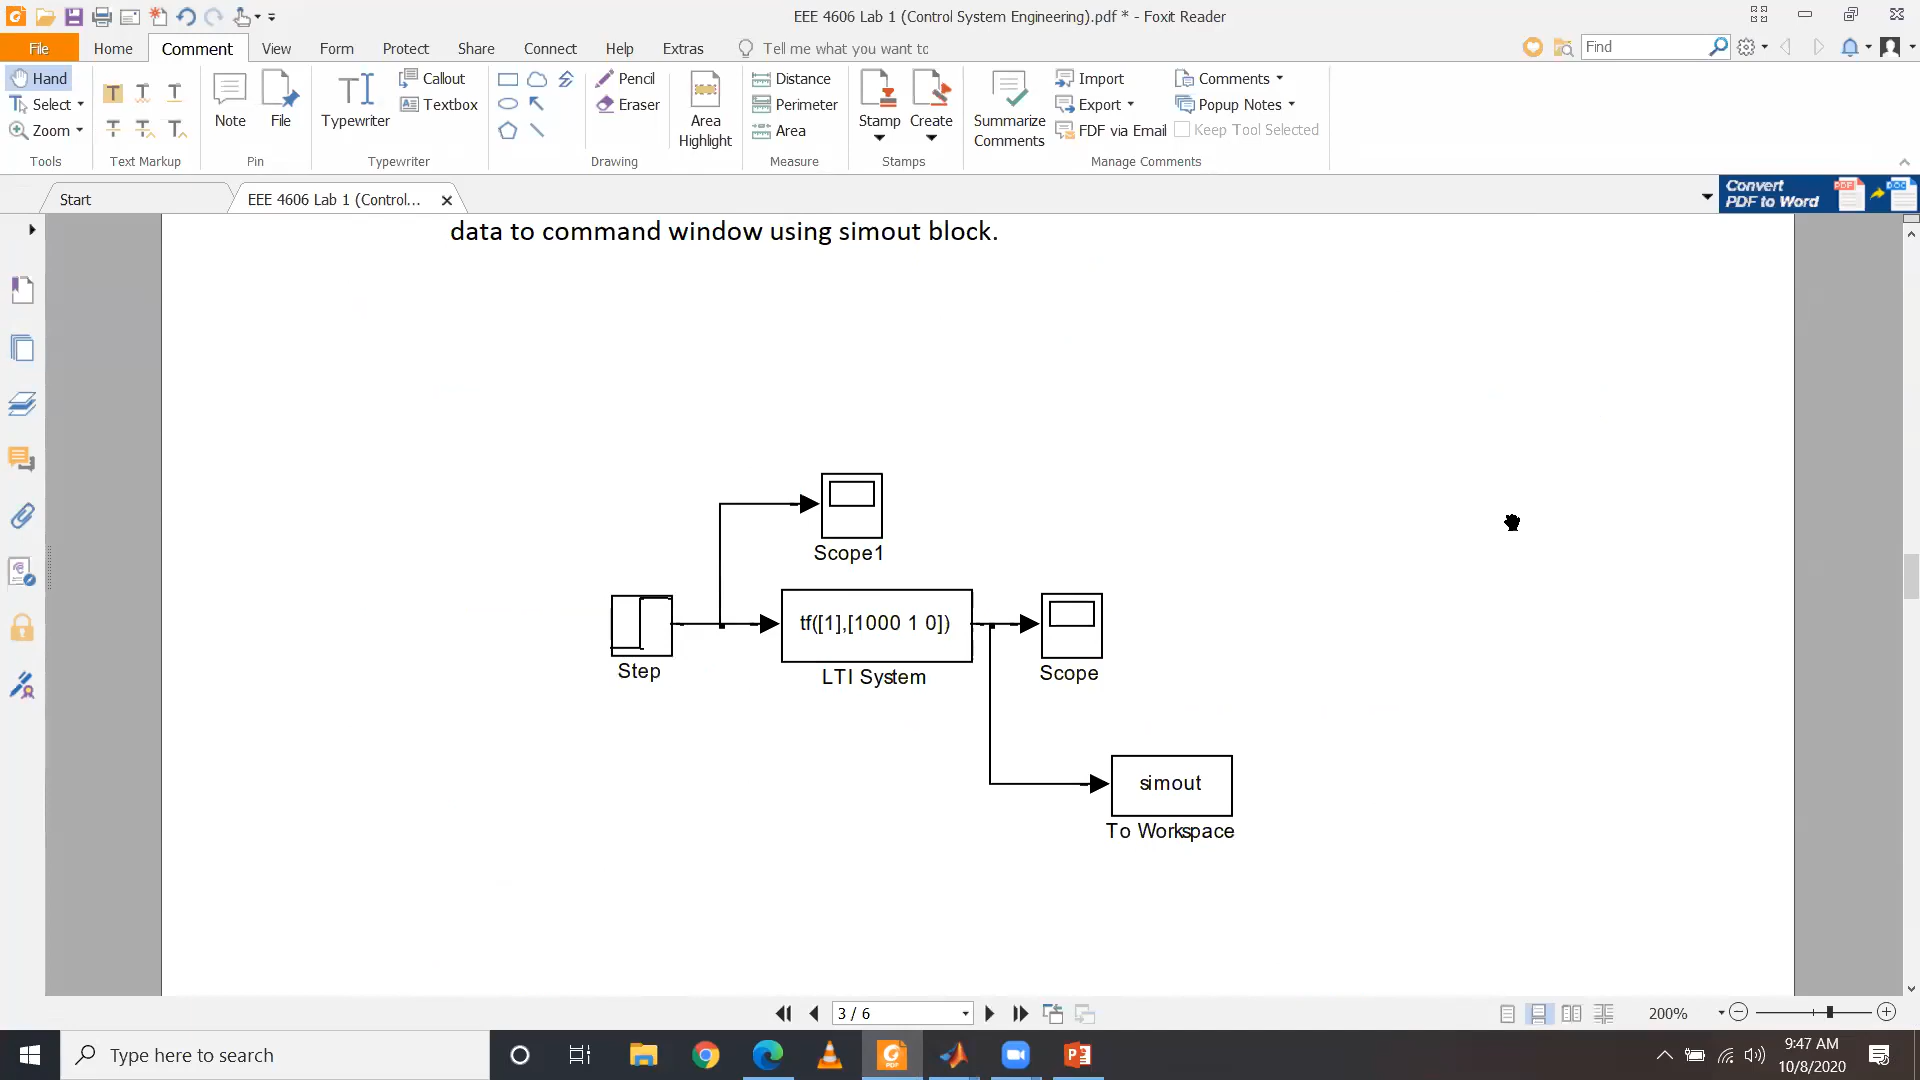 EEE 4606 Lab 1 (Control System Engineering).pdf * - Foxit Reader
File Home Comment View Form Protect Share Connect Help Extras Tell me what you want to Find
Hand
Select
Zoom
Tools
T T T
T T T
Text Markup
Note
File
Pin
Typewriter
Callout
Textbox
Typewriter
Pencil
Eraser
Drawing
Area
Highlight
Distance
Perimeter
Area
Measure
Stamp
Create
Stamps
Summarize
Comments
Import
Export
FDF via Email
Comments
Popup Notes
Keep Tool Selected
Manage Comments
Start
EEE 4606 Lab 1 (Control...
Convert
PDF to Word
PDF
DOC
data to command window using simout block.
Scope1
Step
tf([1],[1000 1 0])
LTI System
Scope
simout
To Workspace
3 / 6
200%
Type here to search
9:47 AM
10/8/2020